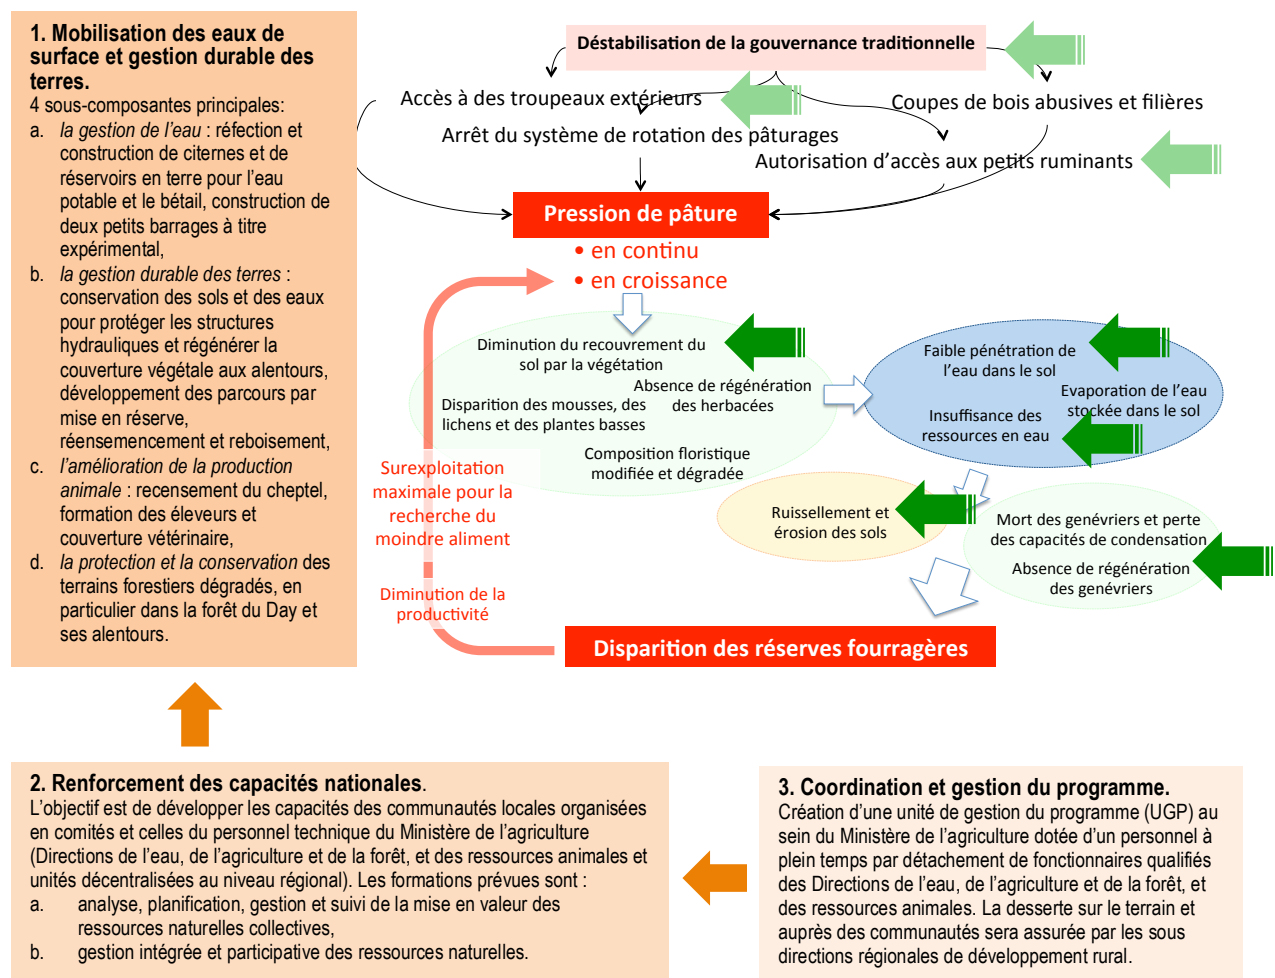 1. Mobilisation des eaux de
surface et gestion durable des
terres.
4 sous-composantes principales:
a. la gestion de l'eau : réfection et
construction de citernes et de
réservoirs en terre pour l'eau
potable et le bétail, construction de
deux petits barrages à titre
expérimental,
b. la gestion durable des terres :
conservation des sols et des eaux
pour protéger les structures
hydrauliques et régénérer la
couverture végétale aux alentours,
développement des parcours par
mise en réserve,
réensemencement et reboisement,
c. l'amélioration de la production
animale : recensement du cheptel,
formation des éleveurs et
couverture vétérinaire,
d. la protection et la conservation des
terrains forestiers dégradés, en
particulier dans la forêt du Day et
ses alentours.
Déstabilisation de la gouvernance traditionnelle
Accès à des troupeaux extérieurs
Coupes de bois abusives et filières
Arrêt du système de rotation des pâturages
Autorisation d'accès aux petits ruminants
Pression de pâture
• en continu
• en croissance
Diminution du recouvrement du
sol par la végétation
Absence de régénération
des herbacées
Disparition des mousses, des
lichens et des plantes basses
Composition floristique
modifiée et dégradée
Faible pénétration de
l'eau dans le sol
Evaporation de l'eau
stockée dans le sol
Insuffisance des
ressources en eau
Ruissellement et
érosion des sols
Mort des genévriers et perte
des capacités de condensation
Absence de régénération
des genévriers
Surexploitation
maximale pour la
recherche du
moindre aliment
Diminution de la
productivité
Disparition des réserves fourragères
2. Renforcement des capacités nationales.
L'objectif est de développer les capacités des communautés locales organisées
en comités et celles du personnel technique du Ministère de l'agriculture
(Directions de l'eau, de l'agriculture et de la forêt, et des ressources animales et
unités décentralisées au niveau régional). Les formations prévues sont :
a. analyse, planification, gestion et suivi de la mise en valeur des
ressources naturelles collectives,
b. gestion intégrée et participative des ressources naturelles.
3. Coordination et gestion du programme.
Création d'une unité de gestion du programme (UGP) au
sein du Ministère de l'agriculture dotée d'un personnel à
plein temps par détachement de fonctionnaires qualifiés
des Directions de l'eau, de l'agriculture et de la forêt, et
des ressources animales. La desserte sur le terrain et
auprès des communautés sera assurée par les sous
directions régionales de développement rural.